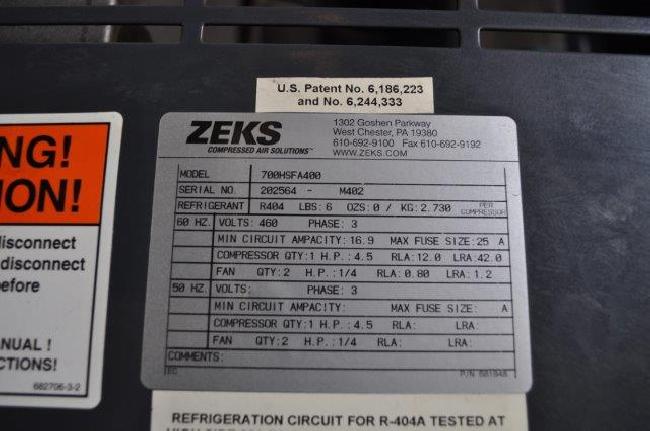 U.S. Patent No. 6,186,223
and No. 6,244,333
NG!
ON!
disconnect
disconnect
before
NUAL !
CTIONS!
682706-3-2
ZEKS
COMPRESSED AIR SOLUTIONS™
1302 Goshen Parkway
West Chester, PA 19380
610-692-9100 Fax 610-692-9192
WWW.ZEKS.COM
MODEL 700HSFA400
SERIAL NO. 202564 - M402
REFRIGERANT R404 LBS: 6 OZS: 0 / KG: 2.730 PER COMPRESSOR
60 HZ. VOLTS: 460 PHASE: 3
MIN CIRCUIT AMPACITY: 16.9 MAX FUSE SIZE: 25 A
COMPRESSOR QTY: 1 H.P.: 4.5 RLA: 12.0 LRA: 42.0
FAN QTY: 2 H.P.: 1/4 RLA: 0.80 LRA: 1.2
50 HZ. VOLTS: PHASE: 3
MIN CIRCUIT AMPACITY: MAX FUSE SIZE: A
COMPRESSOR QTY: 1 H.P.: 4.5 RLA: LRA:
FAN QTY: 2 H.P.: 1/4 RLA: LRA:
COMMENTS:
P/N
REFRIGERATION CIRCUIT FOR R-404A TESTED AT